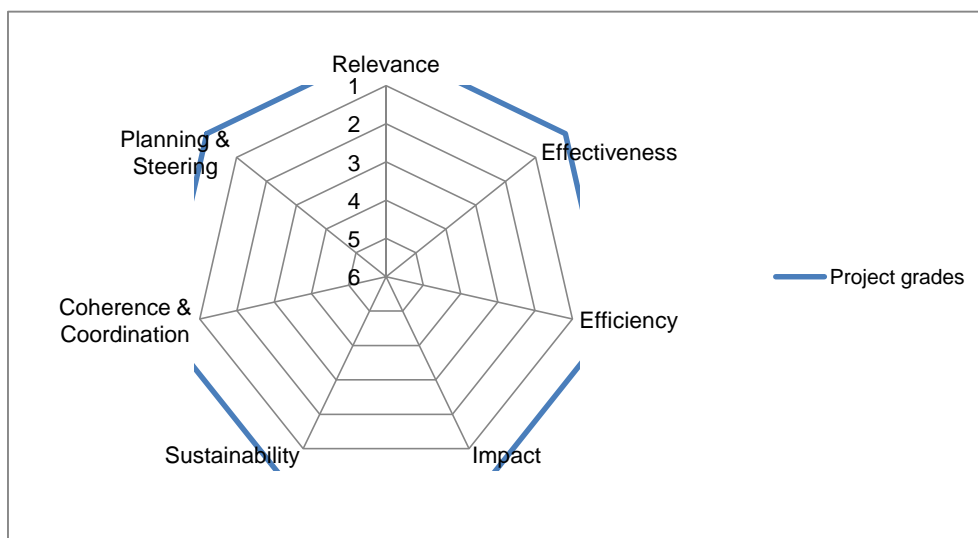 Relevance
1
2
3
4
5
6
Planning &
Steering
Effectiveness
Coherence &
Coordination
Efficiency
Project grades
Sustainability
Impact